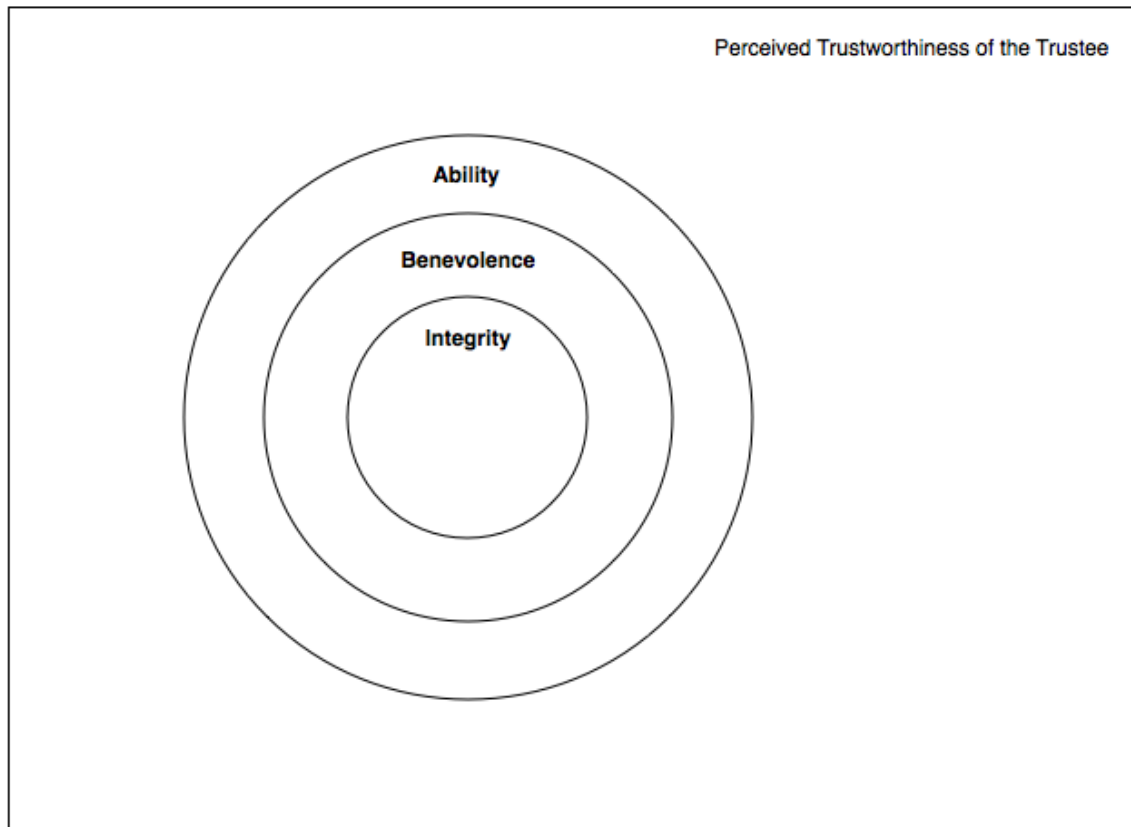 Perceived Trustworthiness of the Trustee
Ability
Benevolence
Integrity